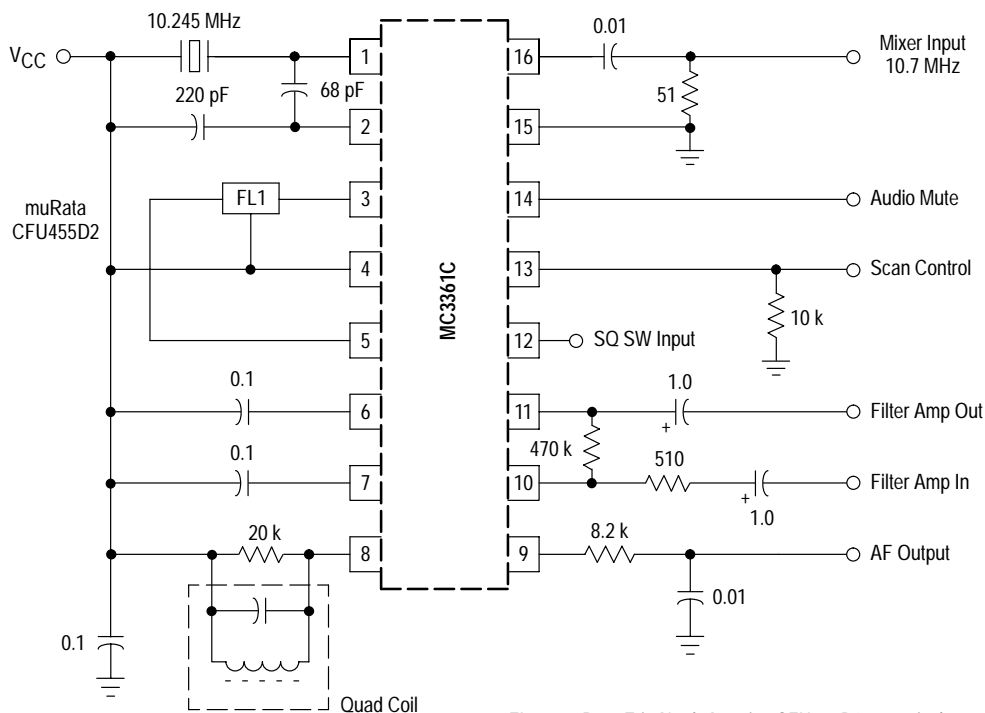 10.245 MHz
VCC
220 pF
68 pF
muRata
CFU455D2
FL1
0.1
0.1
20 k
0.1
Quad Coil
1
2
3
4
5
6
7
8
MC3361C
16
15
14
13
12
11
10
9
0.01
Mixer Input
10.7 MHz
51
Audio Mute
Scan Control
10 k
SQ SW Input
1.0
+
Filter Amp Out
470 k
510
+
1.0
Filter Amp In
8.2 k
AF Output
0.01